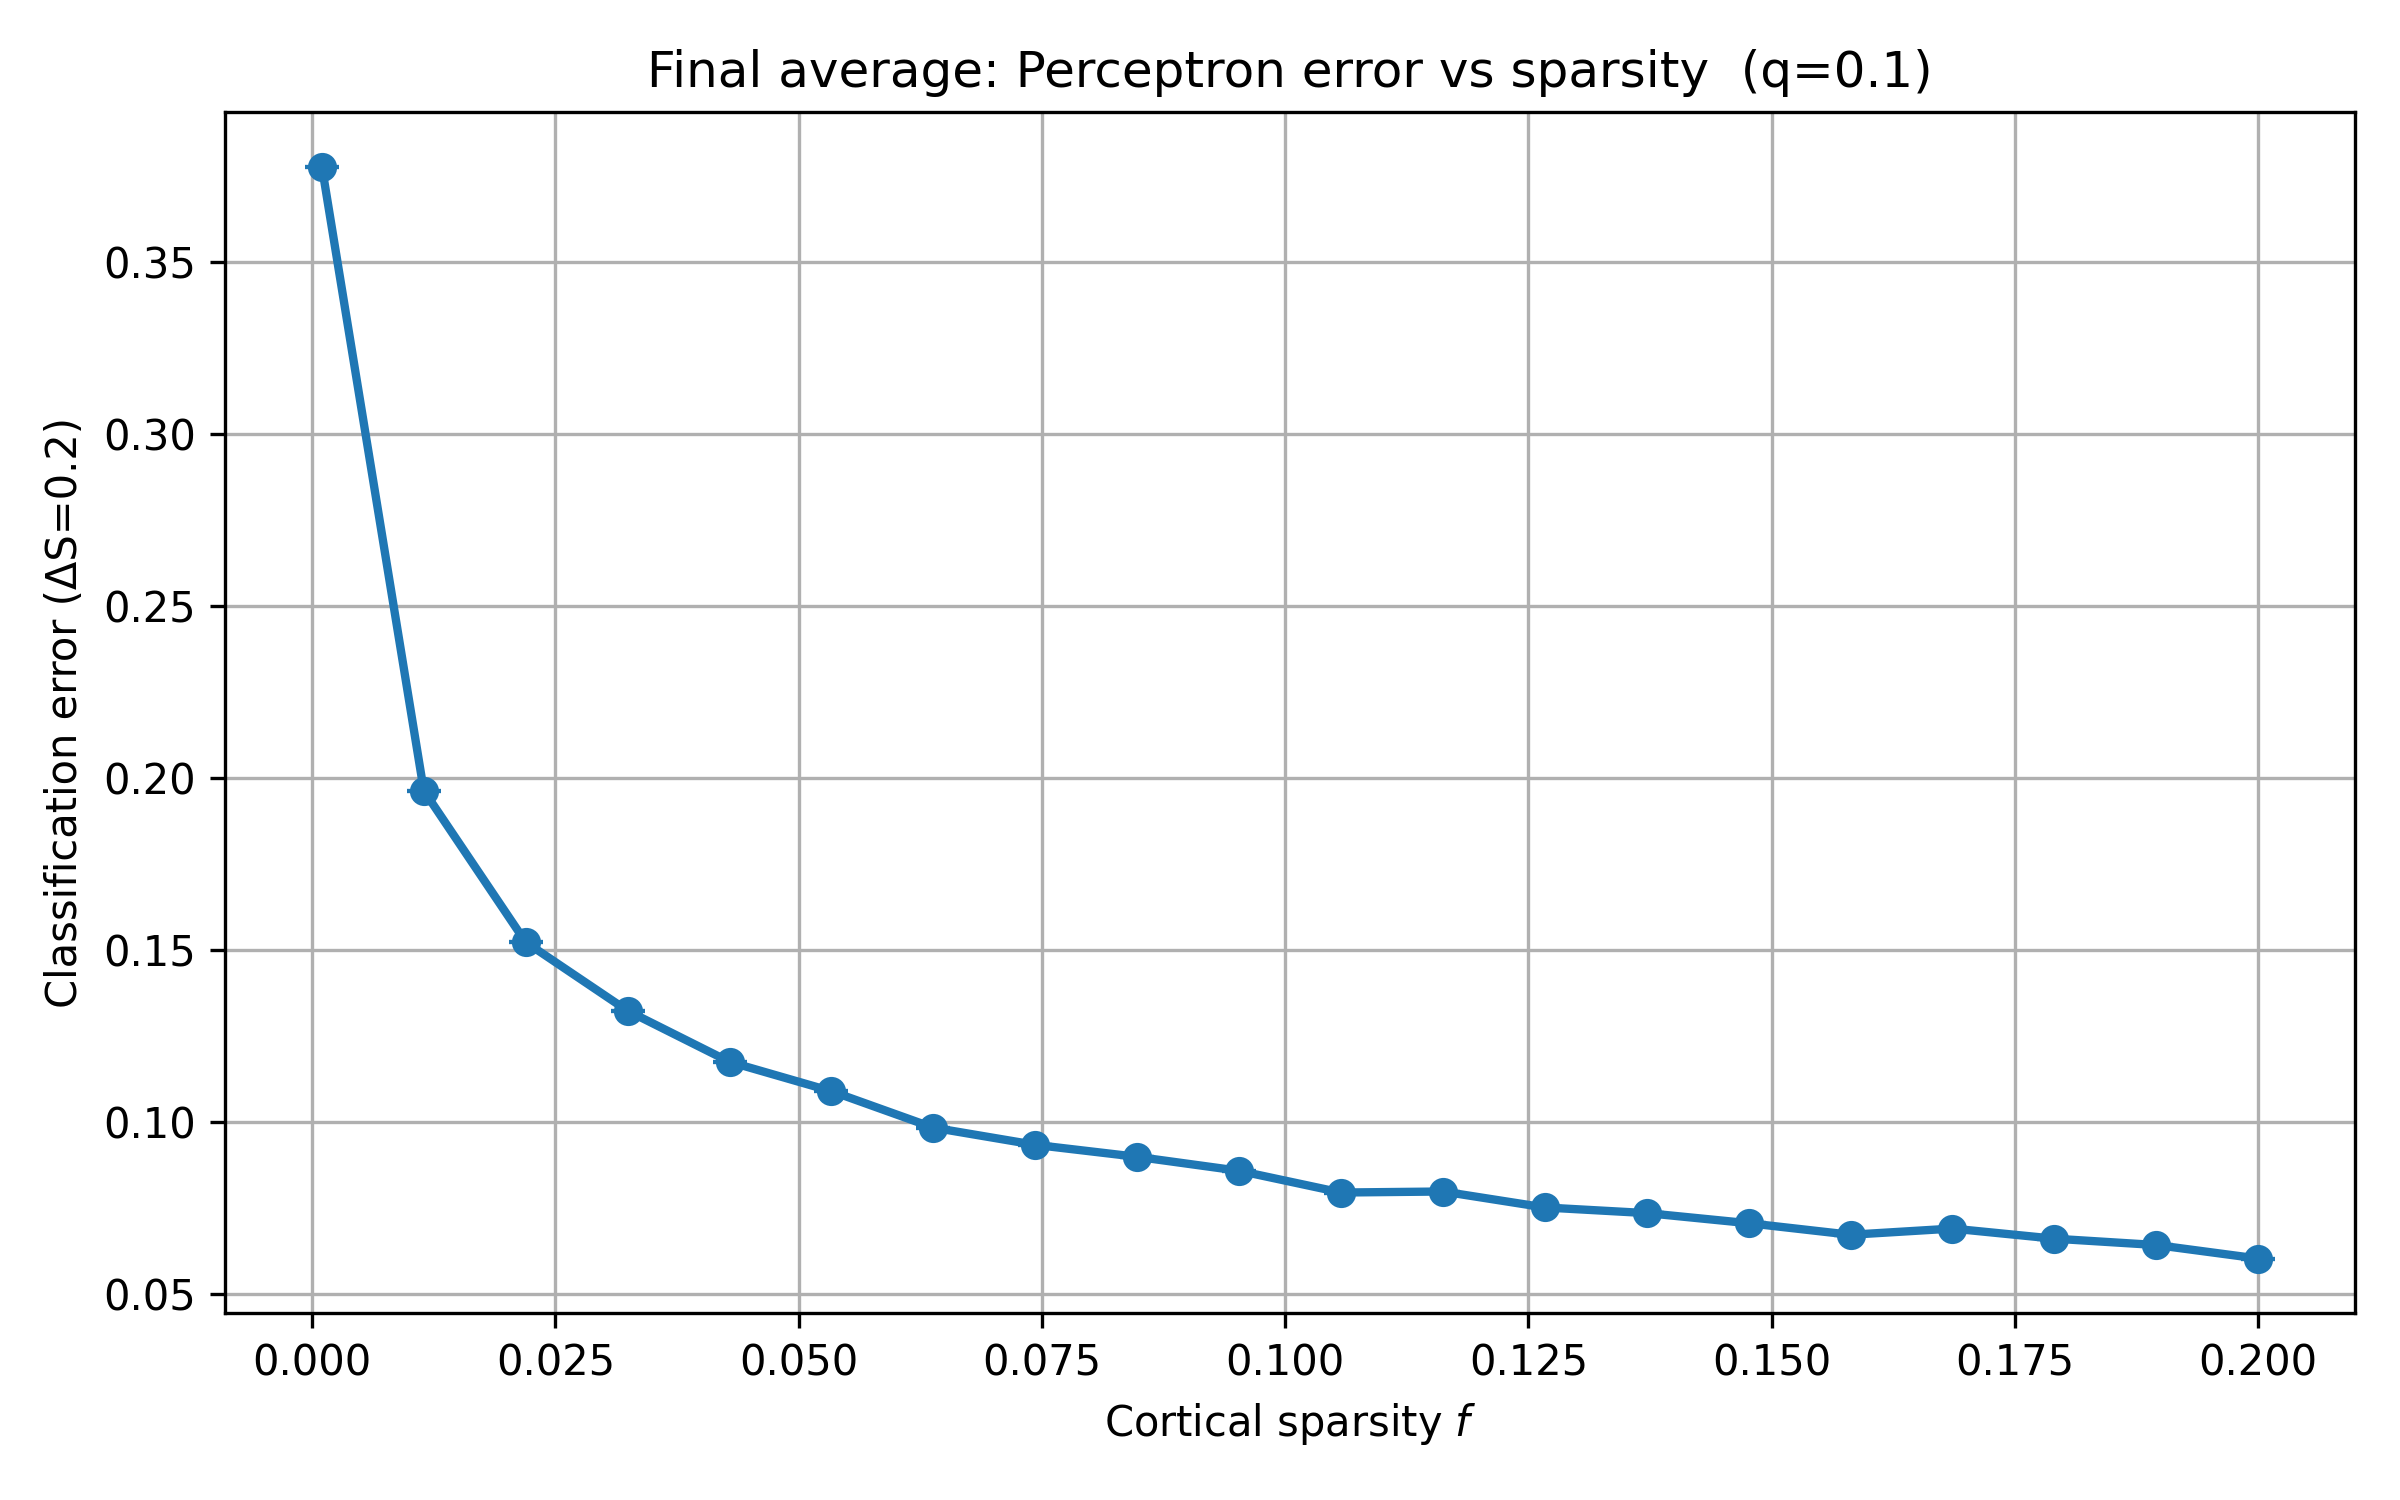 Final average: Perceptron error vs sparsity  (q=0.1)
Classification error (ΔS=0.2)
0.35
0.30
0.25
0.20
0.15
0.10
0.05
0.000 0.025 0.050 0.075 0.100 0.125 0.150 0.175 0.200
Cortical sparsity f